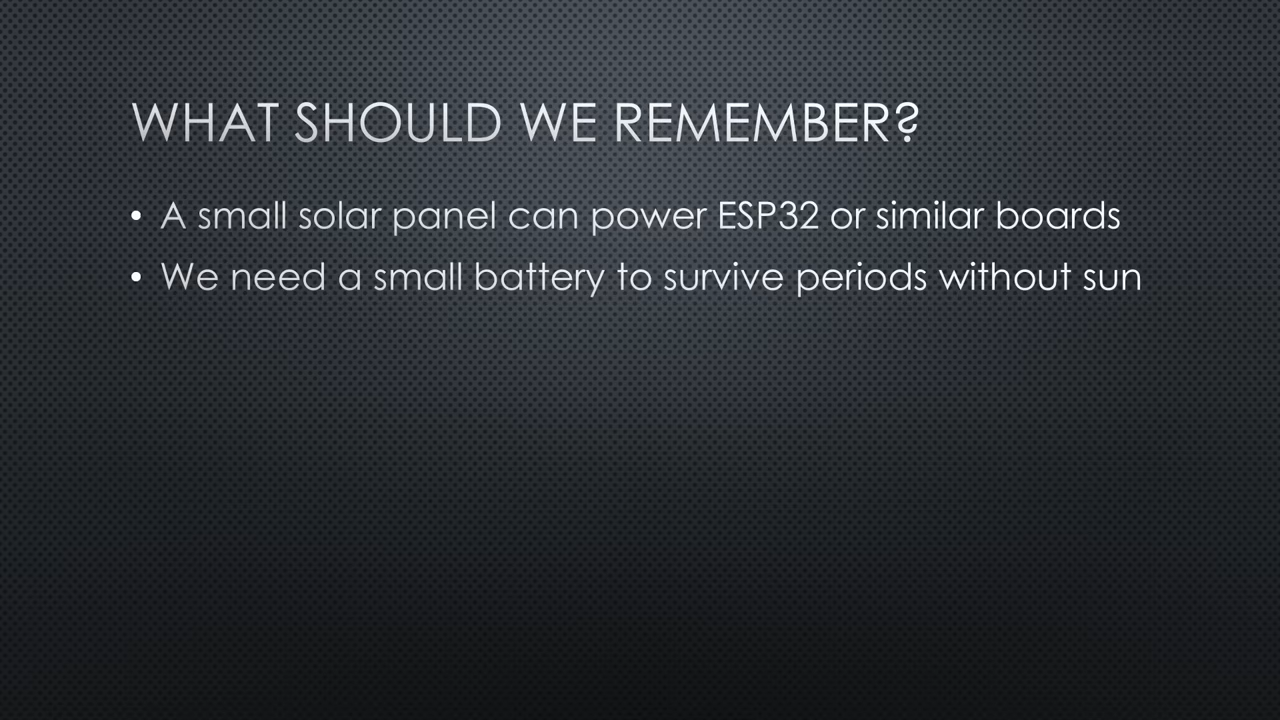 WHAT SHOULD WE REMEMBER?
• A small solar panel can power ESP32 or similar boards
• We need a small battery to survive periods without sun